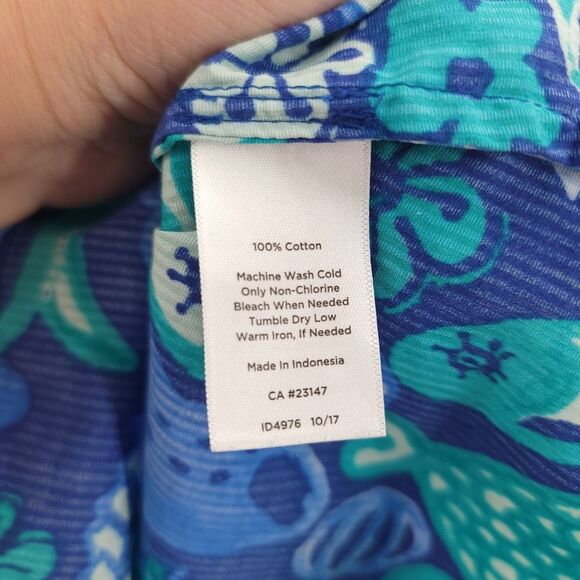 100% Cotton
Machine Wash Cold
Only Non-Chlorine
Bleach When Needed
Tumble Dry Low
Warm Iron, If Needed
Made in Indonesia
CA #23147
ID4976 10/17